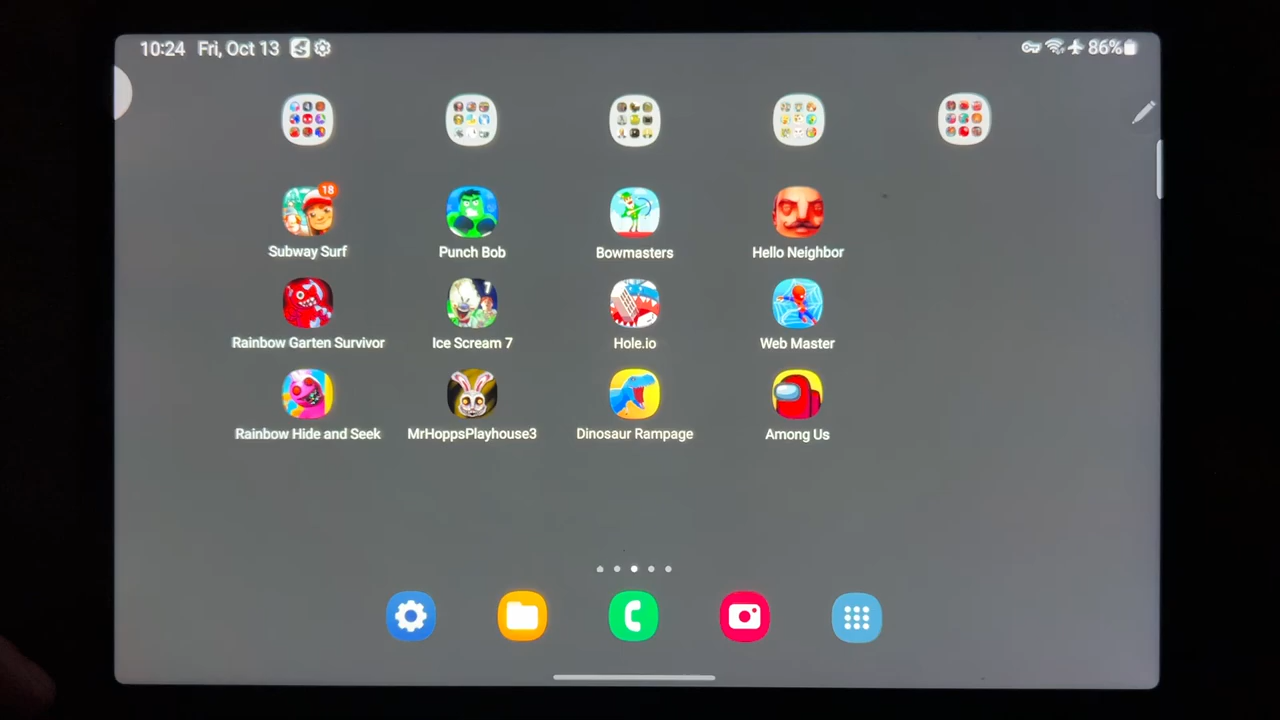 10:24 Fri, Oct 13 86%
18
Subway Surf Punch Bob Bowmasters Hello Neighbor
7
Rainbow Garten Survivor Ice Scream 7 Hole.io Web Master
Rainbow Hide and Seek MrHoppsPlayhouse3 Dinosaur Rampage Among Us